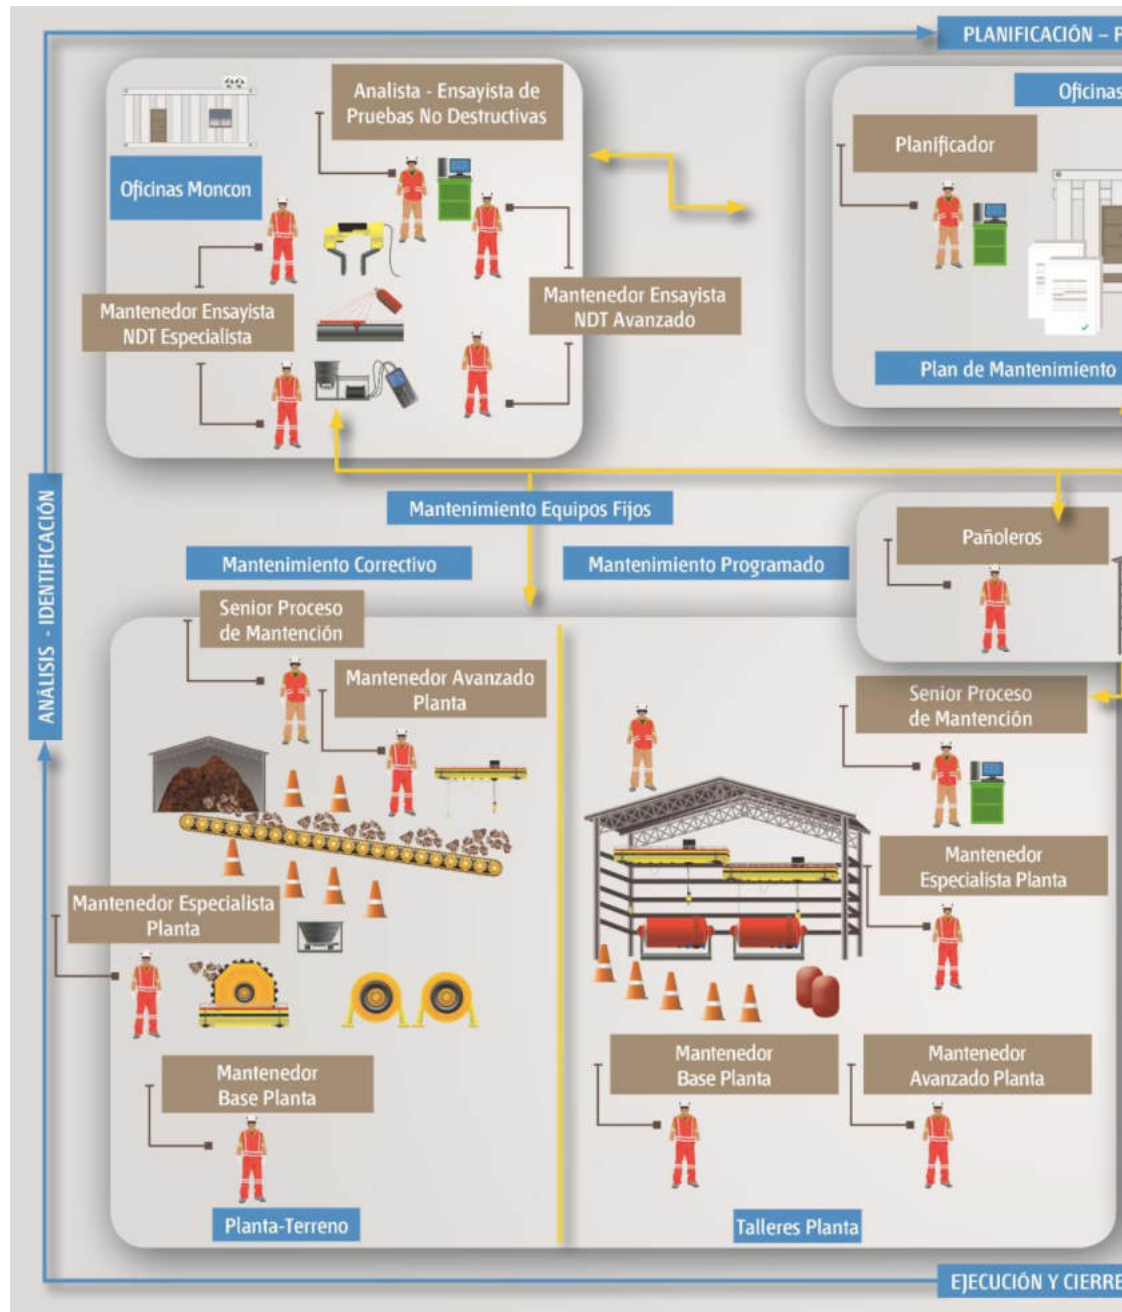 PLANIFICACIÓN –
Analista - Ensayista de
Pruebas No Destructivas
Oficinas Moncon
Mantenedor Ensayista
NDT Especialista
Mantenedor Ensayista
NDT Avanzado
Oficinas
Planificador
Plan de Mantenimiento
ANÁLISIS - IDENTIFICACIÓN
Mantenimiento Equipos Fijos
Mantenimiento Correctivo
Mantenimiento Programado
Pañoleros
Senior Proceso
de Mantención
Mantenedor Avanzado
Planta
Mantenedor Especialista
Planta
Mantenedor
Base Planta
Planta-Terreno
Senior Proceso
de Mantención
Mantenedor
Especialista Planta
Mantenedor
Base Planta
Mantenedor
Avanzado Planta
Talleres Planta
EJECUCIÓN Y CIERRE